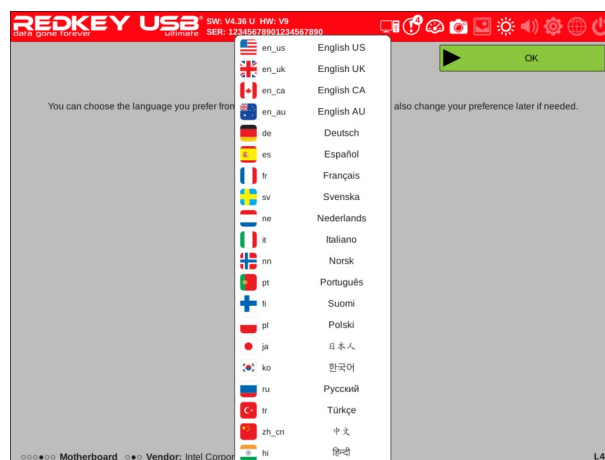 REDKEY USB®
data gone forever
ultimate
SW: V4.36 U HW: V9
SER: 12345678901234567890
4
OK
You can choose the language you prefer fron
also change your preference later if needed.
en_us English US
en_uk English UK
en_ca English CA
en_au English AU
de Deutsch
es Español
fr Français
sv Svenska
ne Nederlands
it Italiano
nn Norsk
pt Português
fi Suomi
pl Polski
ja 日本人
ko 한국어
ru Русский
tr Türkçe
zh_cn 中文
hi हिन्दी
Motherboard Vendor: Intel Corpor
L4